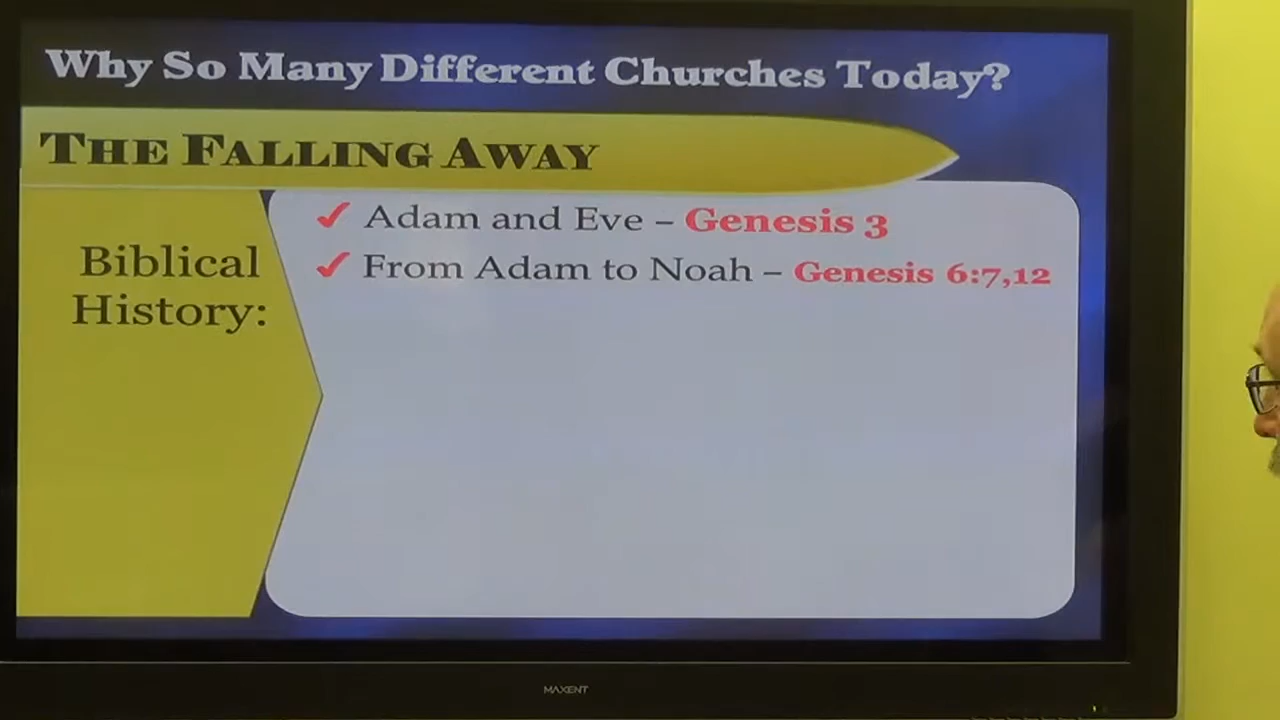 Why So Many Different Churches Today?
THE FALLING AWAY
Biblical
History:
✓ Adam and Eve – Genesis 3
✓ From Adam to Noah – Genesis 6:7,12
MAXENT